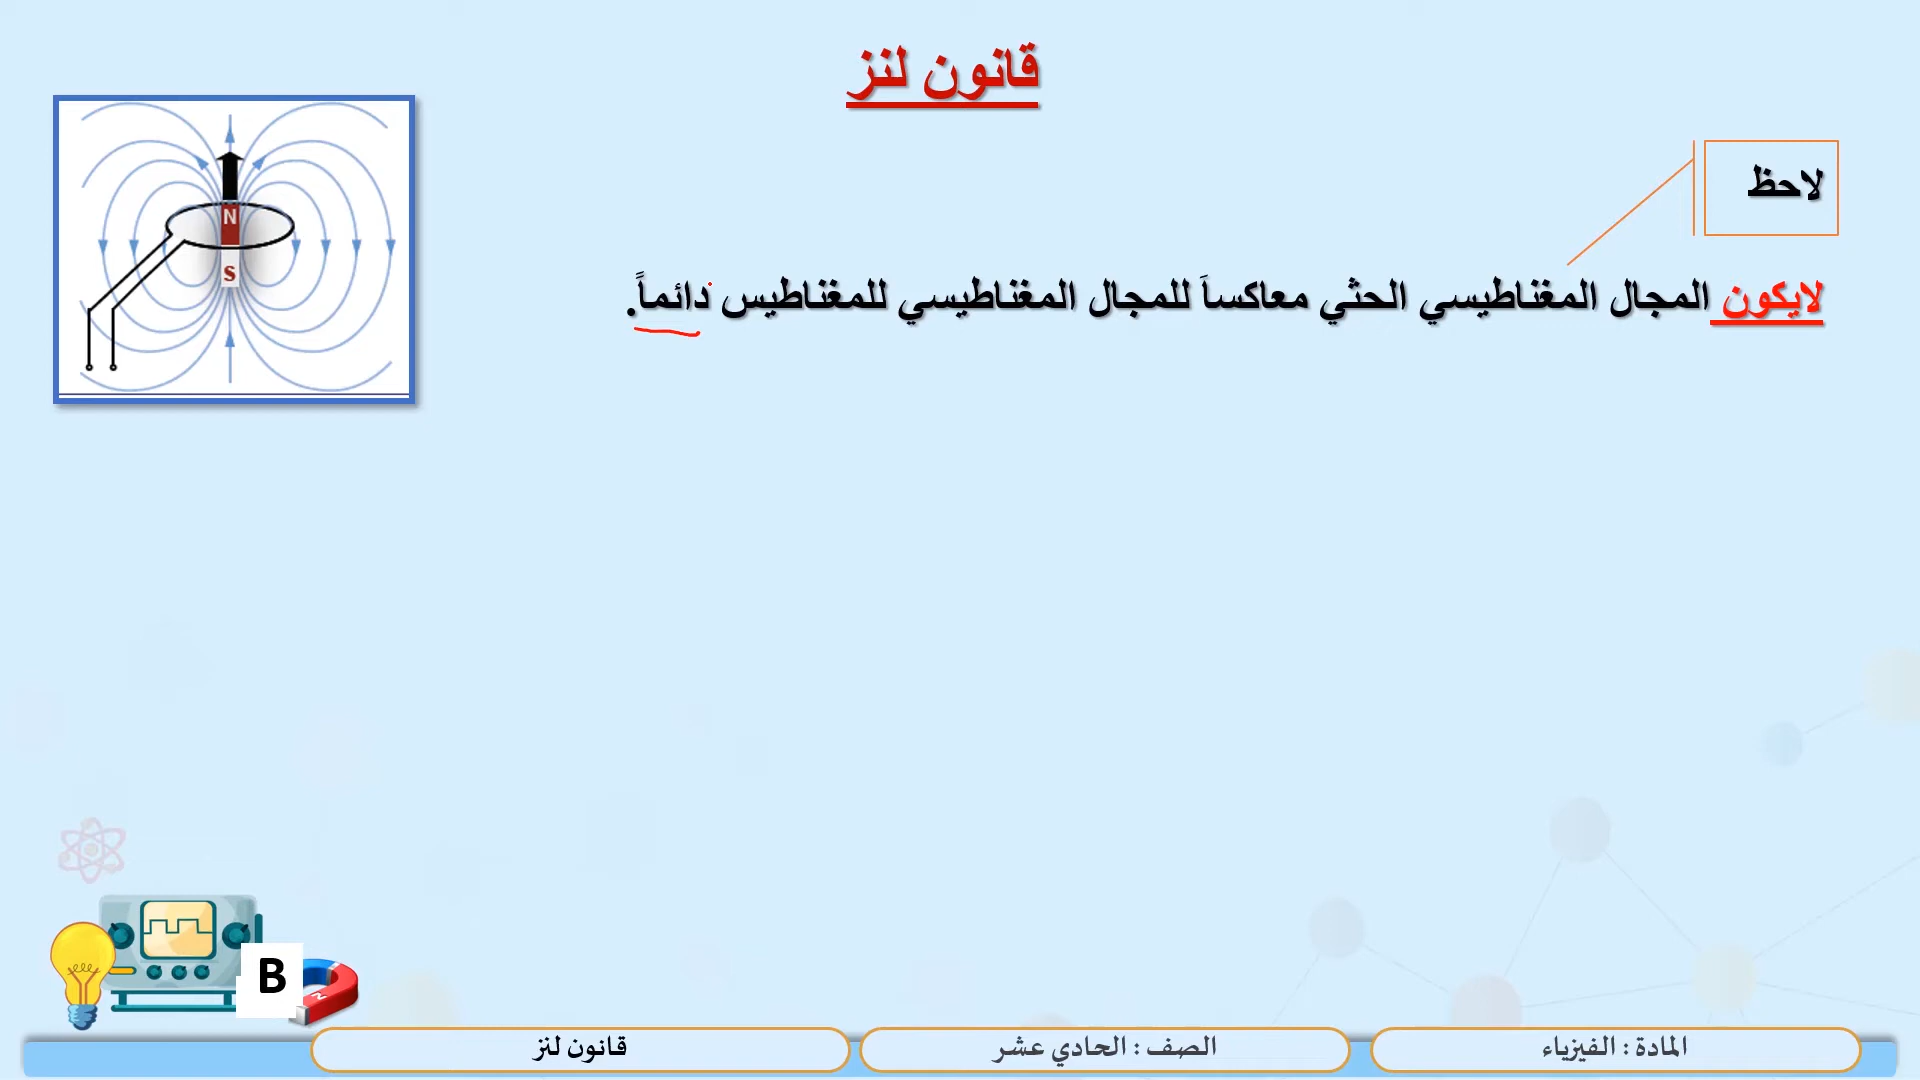 قانون لنز
لاحظ
لايكون المجال المغناطيسي الحثي معاكساَ للمجال المغناطيسي للمغناطيس دائماً.
N
S
B
N
المادة : الفيزياء
الصف : الحادي عشر
قانون لنز